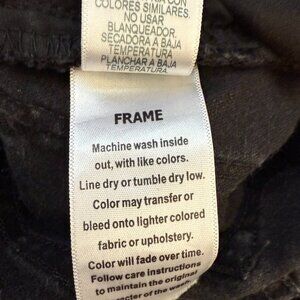 COLORES SIMILARES.
NO USAR
BLANQUEADOR.
SECADORA A BAJA
TEMPERATURA
PLANCHAR A BAJA
TEMPERATURA.
FRAME
Machine wash inside
out, with like colors.
Line dry or tumble dry low.
Color may transfer or
bleed onto lighter colored
fabric or upholstery.
Color will fade over time.
Follow care instructions
to maintain the original
of the